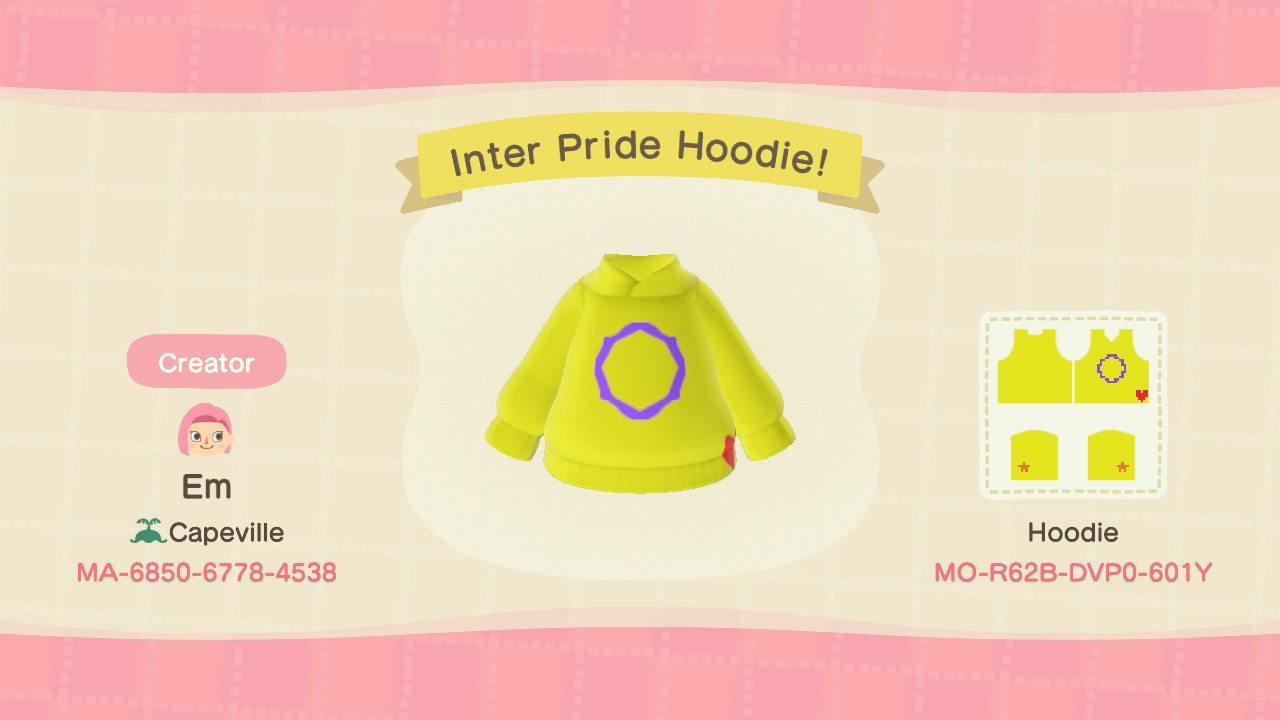 Inter Pride Hoodie!
Creator
Em
Capeville
MA-6850-6778-4538
Hoodie
MO-R62B-DVP0-601Y